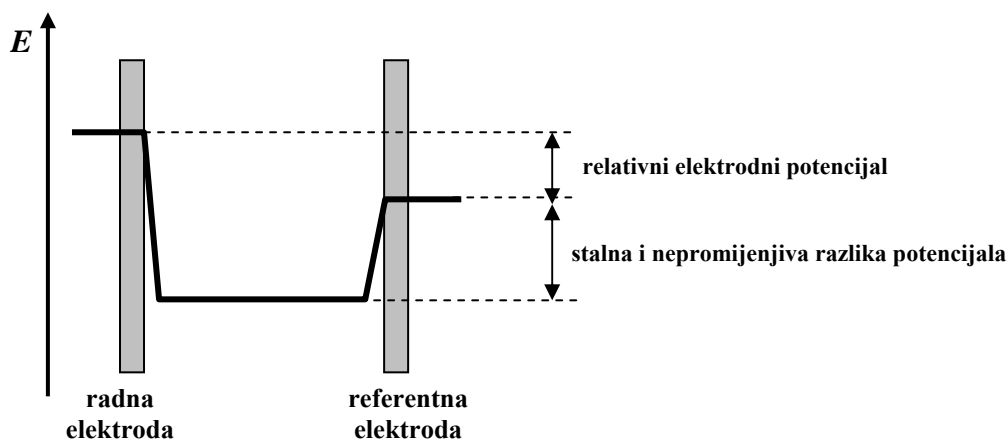 E
relativni elektrodni potencijal
stalna i nepromijenjiva razlika potencijala
radna
elektroda
referentna
elektroda